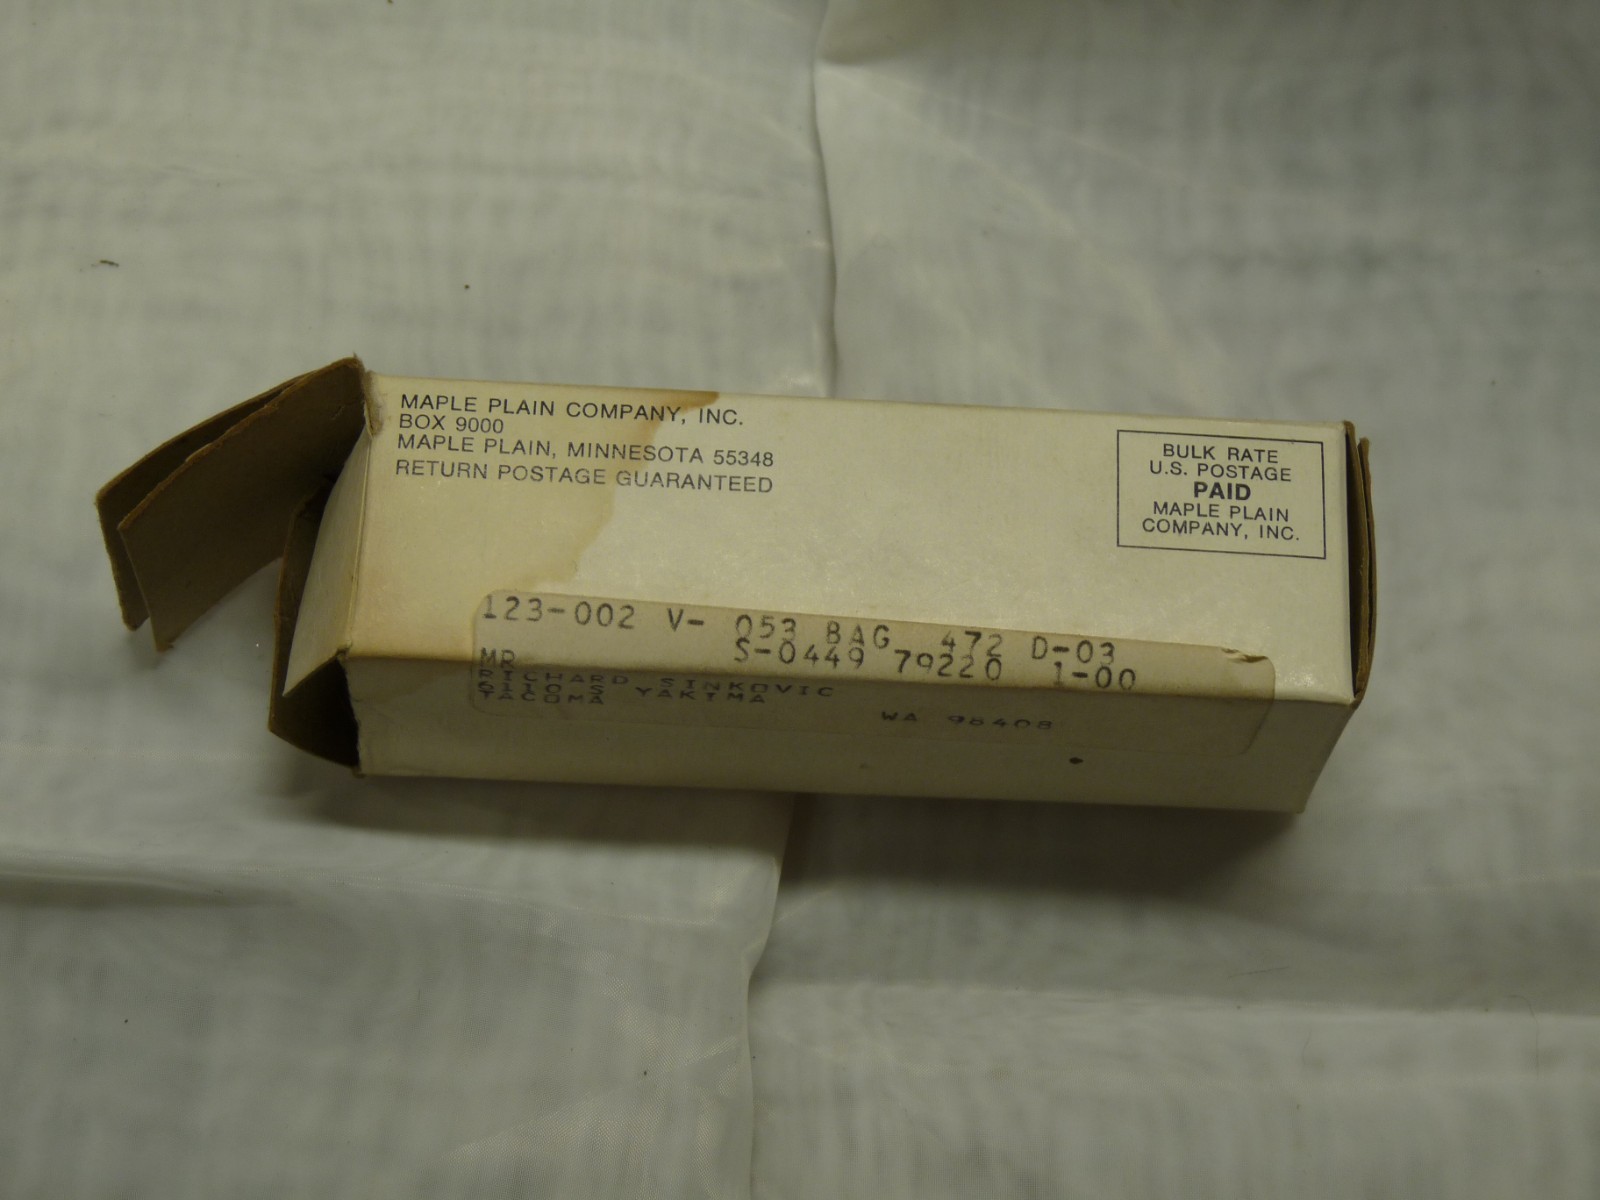 MAPLE PLAIN COMPANY, INC.
BOX 9000
MAPLE PLAIN, MINNESOTA 55348
RETURN POSTAGE GUARANTEED
BULK RATE
U.S. POSTAGE
PAID
MAPLE PLAIN
COMPANY, INC.
123-002 V- 053 BAG 472 D-03
S-0449 79220 1-00
MR
RICHARD SINKOVIC
YAKIMA
TACOMA
WA 98408